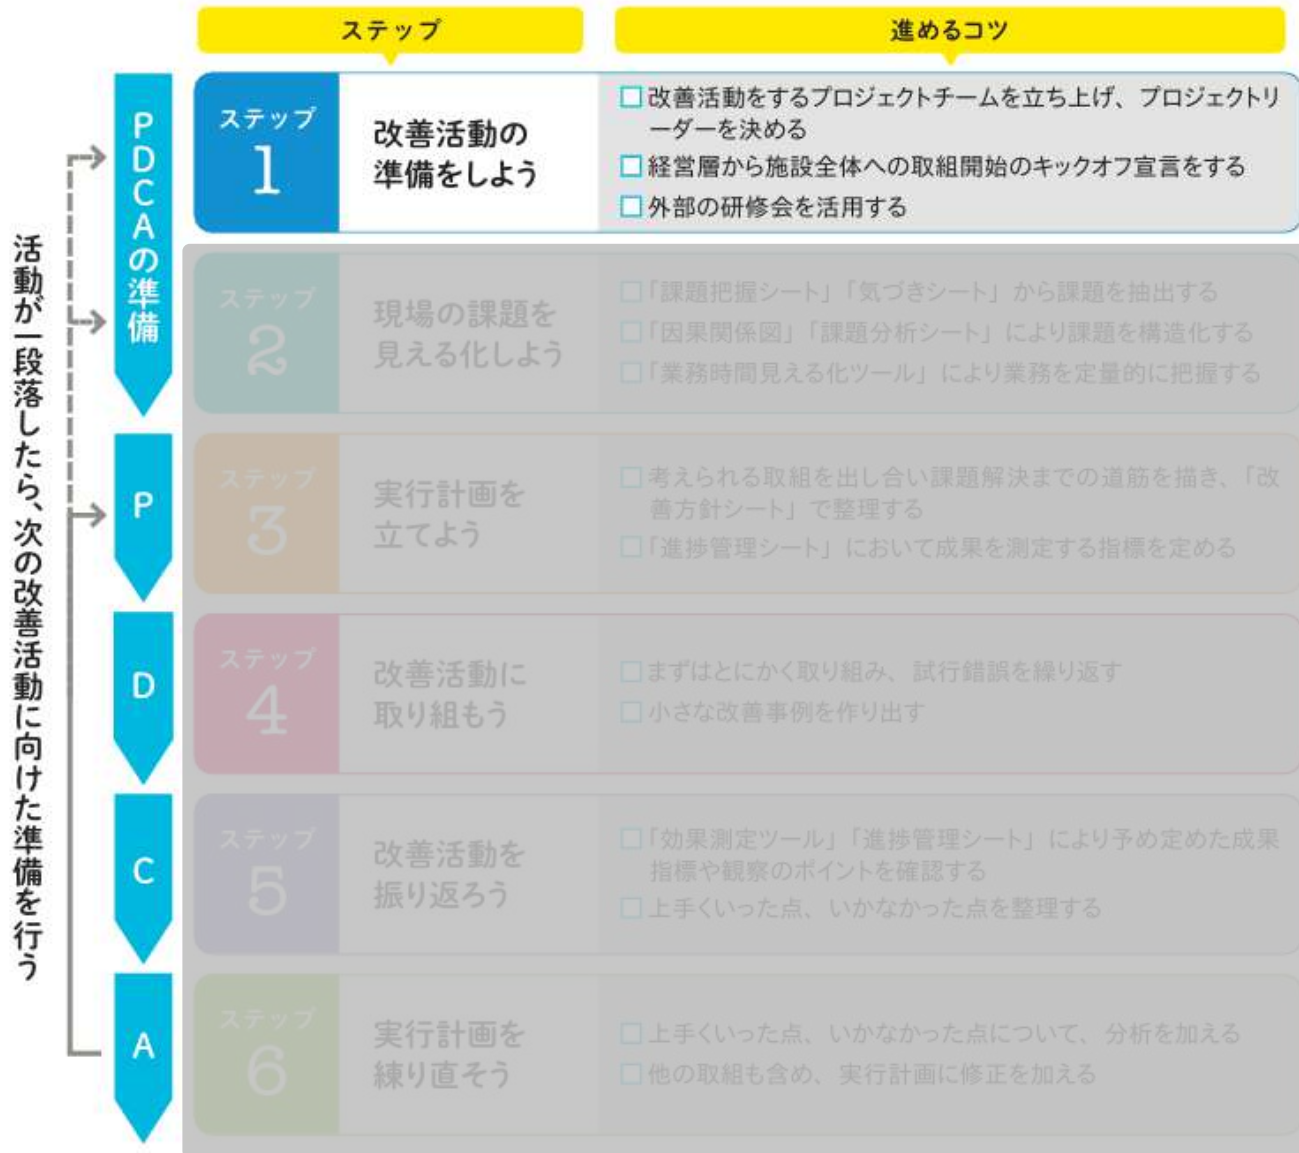 ステップ
進めるコツ
PDCAの準備
ステップ
1
改善活動の
準備をしよう
□改善活動をするプロジェクトチームを立ち上げ、プロジェクトリ
ーダーを決める
□経営層から施設全体への取組開始のキックオフ宣言をする
□外部の研修会を活用する
ステップ
2
現場の課題を
見える化しよう
□「課題把握シート」「気づきシート」から課題を抽出する
□「因果関係図」「課題分析シート」により課題を構造化する
□「業務時間見える化ツール」により業務を定量的に把握する
P
ステップ
3
実行計画を
立てよう
□考えられる取組を出し合い課題解決までの道筋を描き、「改
善方針シート」で整理する
□「進捗管理シート」において成果を測定する指標を定める
D
ステップ
4
改善活動に
取り組もう
□まずはとにかく取り組み、試行錯誤を繰り返す
□小さな改善事例を作り出す
C
ステップ
5
改善活動を
振り返ろう
□「効果測定ツール」「進捗管理シート」により予め定めた成果
指標や観察のポイントを確認する
□上手くいった点、いかなかった点を整理する
A
ステップ
6
実行計画を
練り直そう
□上手くいった点、いかなかった点について、分析を加える
□他の取組も含め、実行計画に修正を加える
活動が一段落したら、次の改善活動に向けた準備を行う